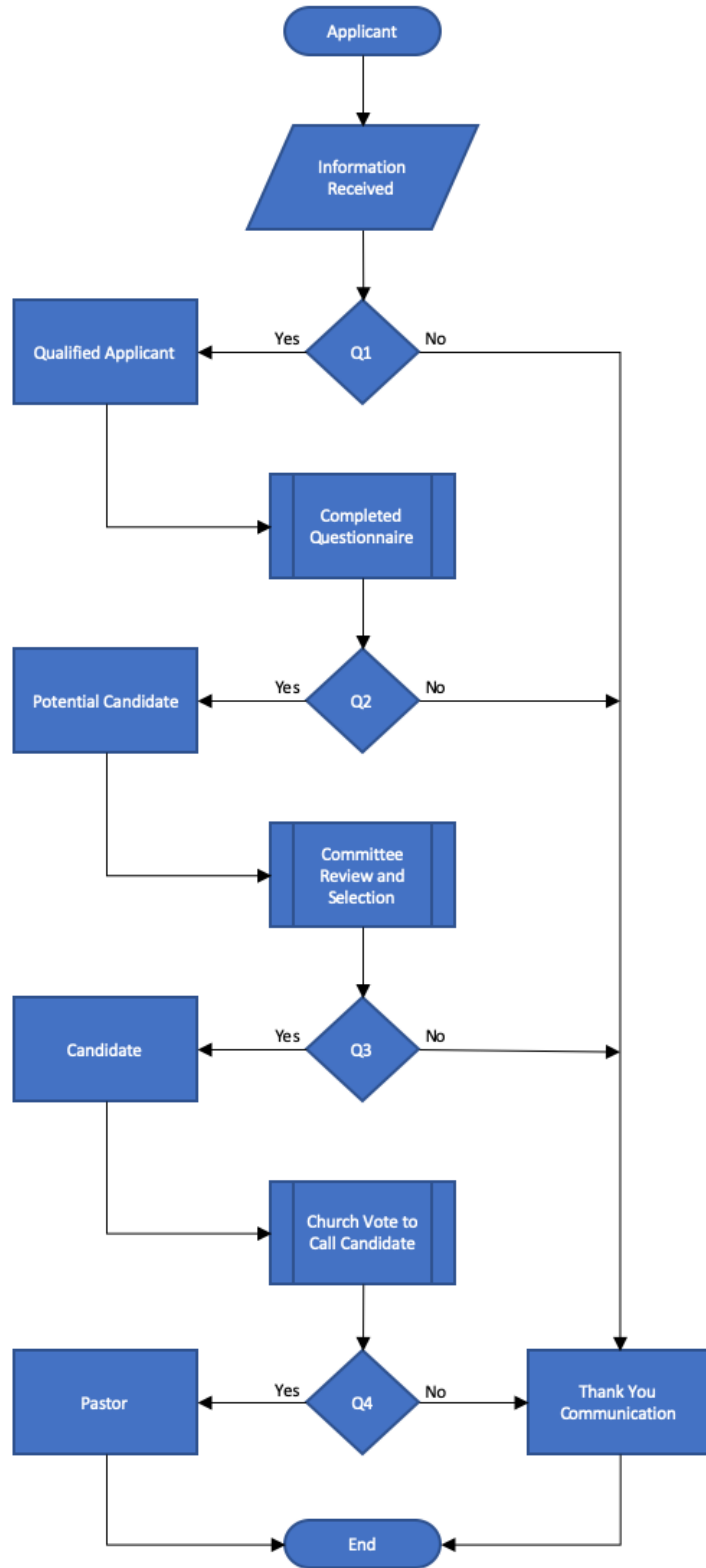 Applicant
Information
Received
Yes
Q1
No
Qualified Applicant
Completed
Questionnaire
Yes
Q2
No
Potential Candidate
Committee
Review and
Selection
Yes
Q3
No
Candidate
Church Vote to
Call Candidate
Yes
Q4
No
Pastor
Thank You
Communication
End